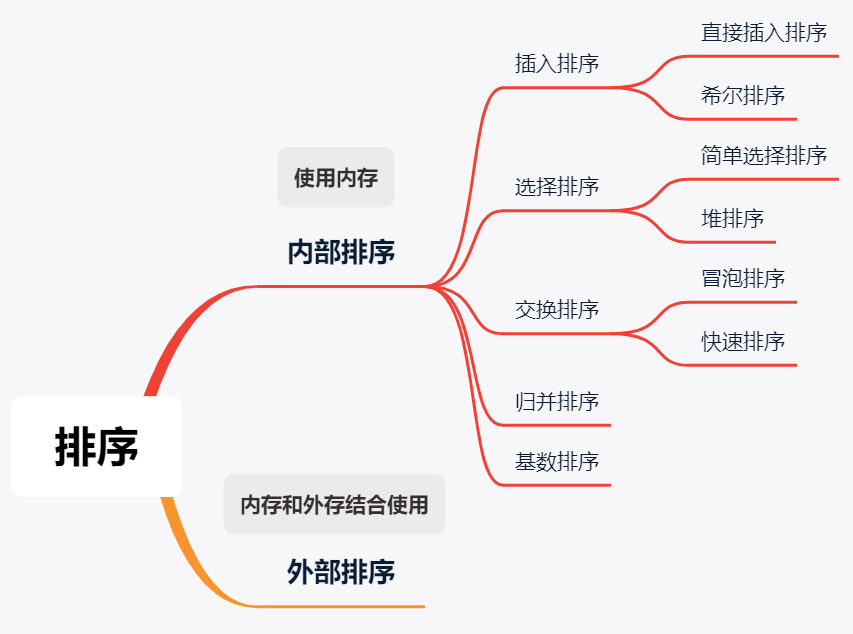 排序
使用内存
内部排序
插入排序
直接插入排序
希尔排序
选择排序
简单选择排序
堆排序
交换排序
冒泡排序
快速排序
归并排序
基数排序
内存和外存结合使用
外部排序